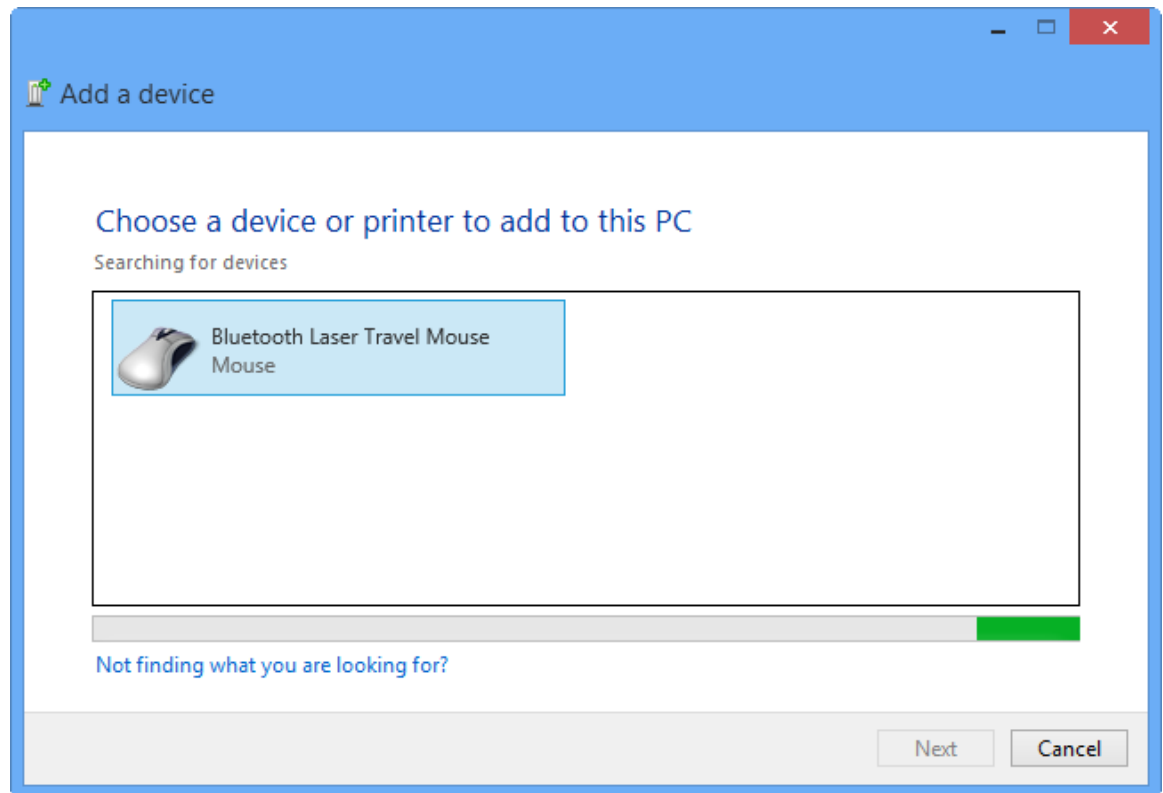 Add a device
Choose a device or printer to add to this PC
Searching for devices
Bluetooth Laser Travel Mouse
Mouse
Not finding what you are looking for?
Next
Cancel